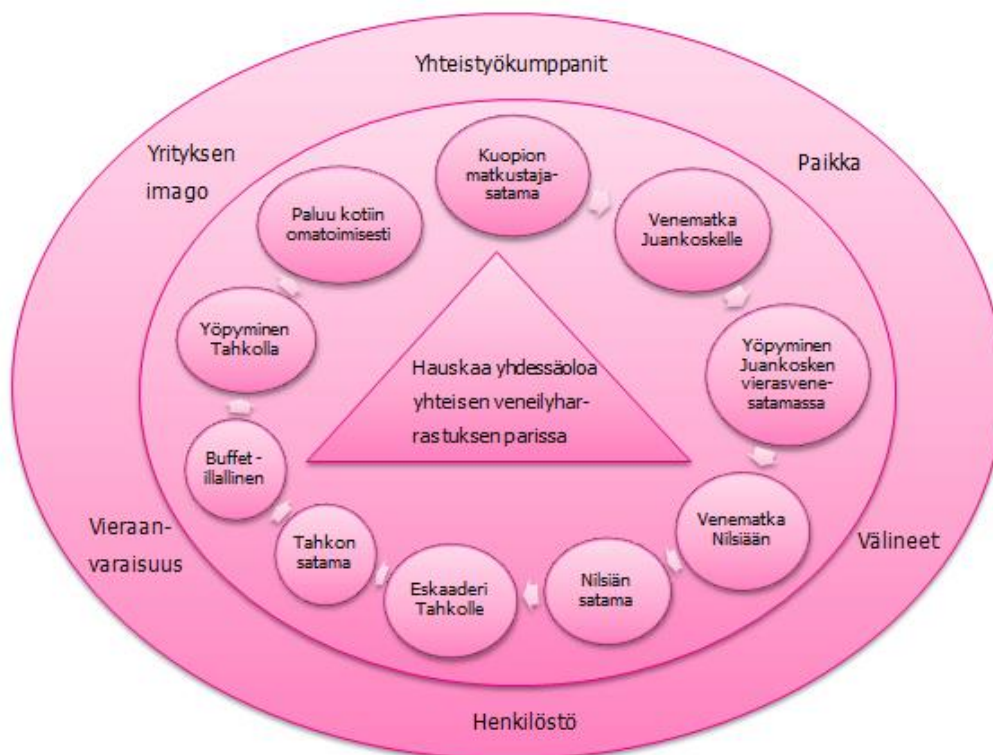 Yhteistyökumppanit
Yrityksen
imago
Paikka
Välineet
Henkilöstö
Vieraan-
varaisuus
Kuopion
matkustaja-
satama
Venematka
Juankoskelle
Yöpyminen
Juankosken
vierasvene-
satamassa
Venematka
Nilsiään
Nilsiän
satama
Eskaaderi
Tahkolle
Tahkon
satama
Buffet -
illallinen
Yöpyminen
Tahkolla
Paluu kotiin
omatoimisesti
Hauskaa yhdessäoloa
yhteisen veneilyhar-
rastuksen parissa